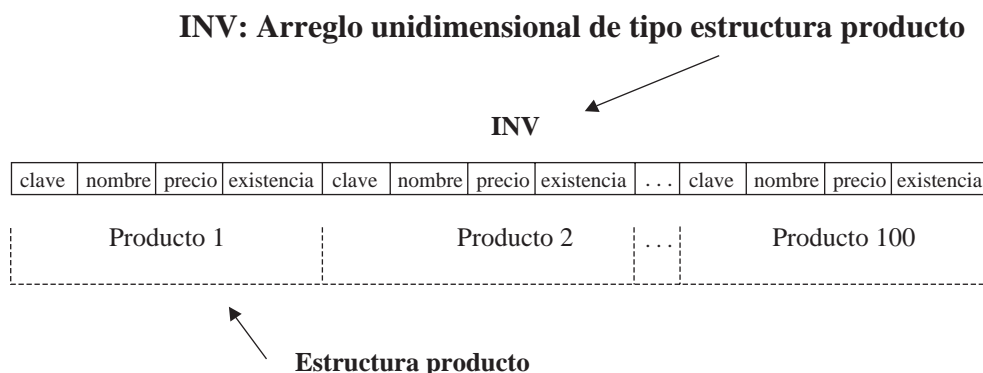 INV: Arreglo unidimensional de tipo estructura producto
INV
clave nombre precio existencia clave nombre precio existencia ... clave nombre precio existencia
Producto 1 Producto 2 ... Producto 100
Estructura producto